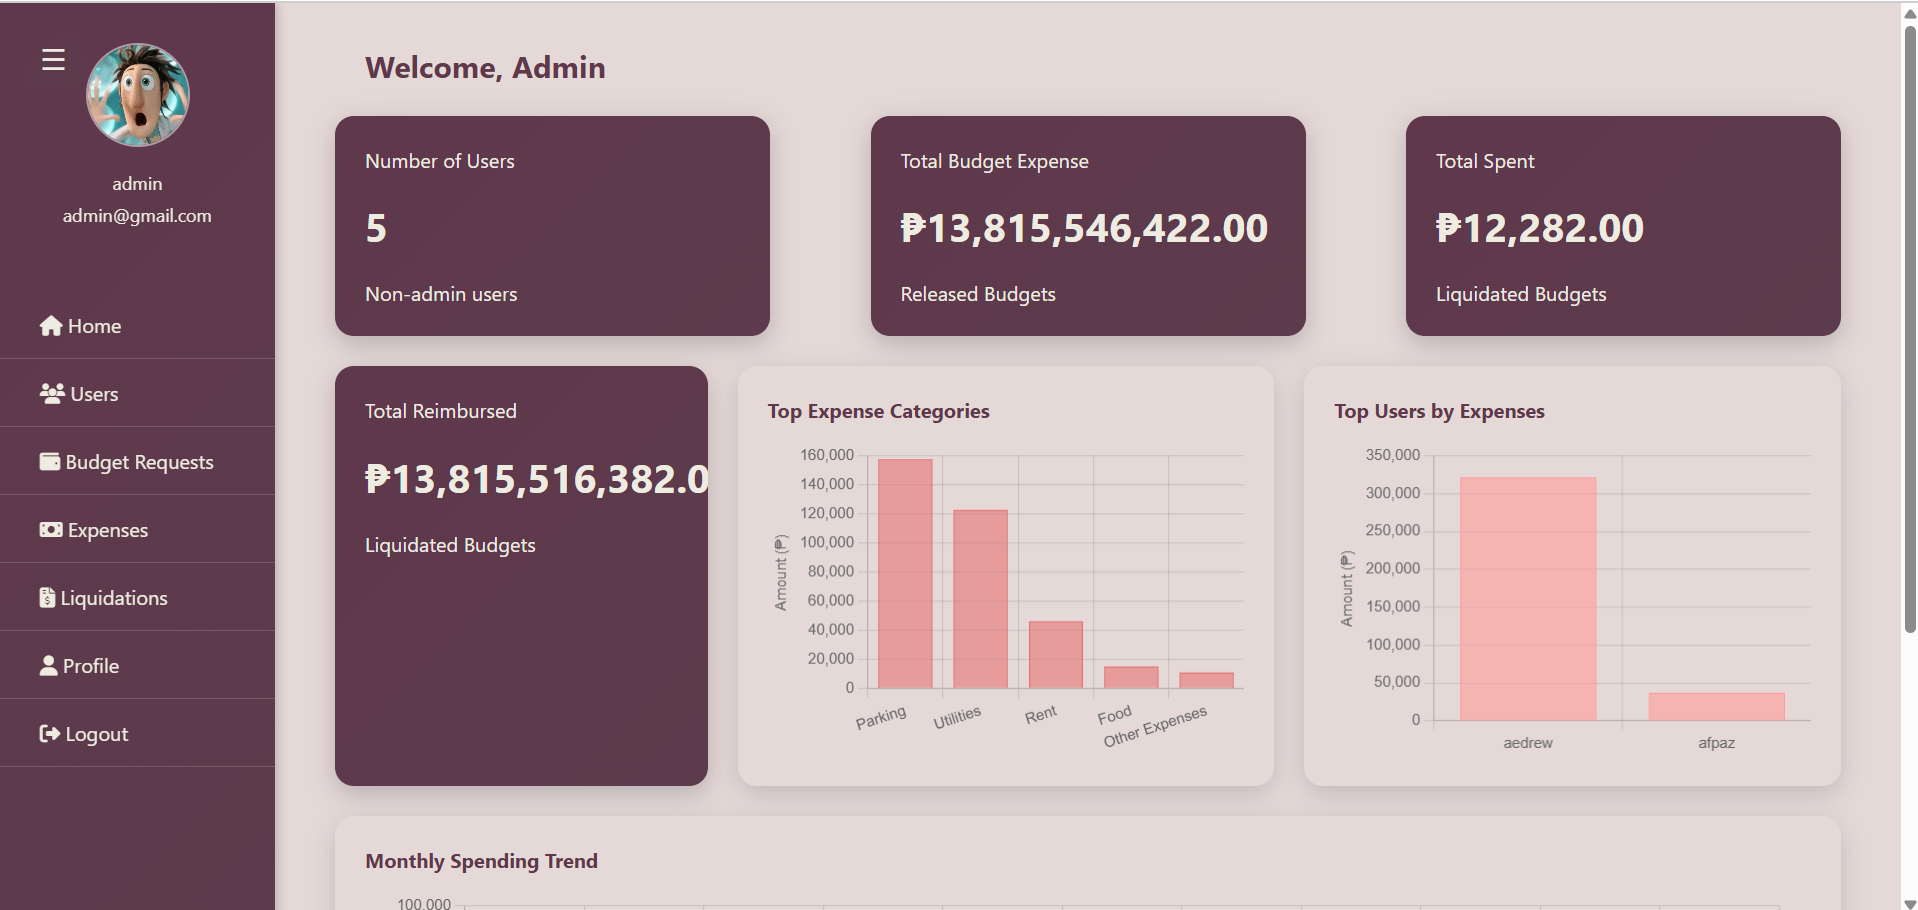 ☰
admin
admin@gmail.com
Home
Users
Budget Requests
Expenses
Liquidations
Profile
Logout
Welcome, Admin
Number of Users
5
Non-admin users
Total Budget Expense
₱13,815,546,422.00
Released Budgets
Total Spent
₱12,282.00
Liquidated Budgets
Total Reimbursed
₱13,815,516,382.0
Liquidated Budgets
Top Expense Categories
Amount (₱)
160,000
140,000
120,000
100,000
80,000
60,000
40,000
20,000
0
Parking
Utilities
Rent
Food
Other Expenses
Top Users by Expenses
Amount (₱)
350,000
300,000
250,000
200,000
150,000
100,000
50,000
0
aedrew
afpaz
Monthly Spending Trend
100,000